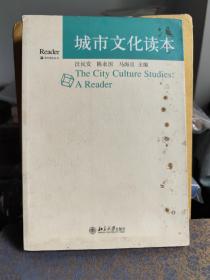 Reader
城市文化读本
汪民安 陈永国 马海良 主编
The City Culture Studies:
A Reader
北京大学出版社